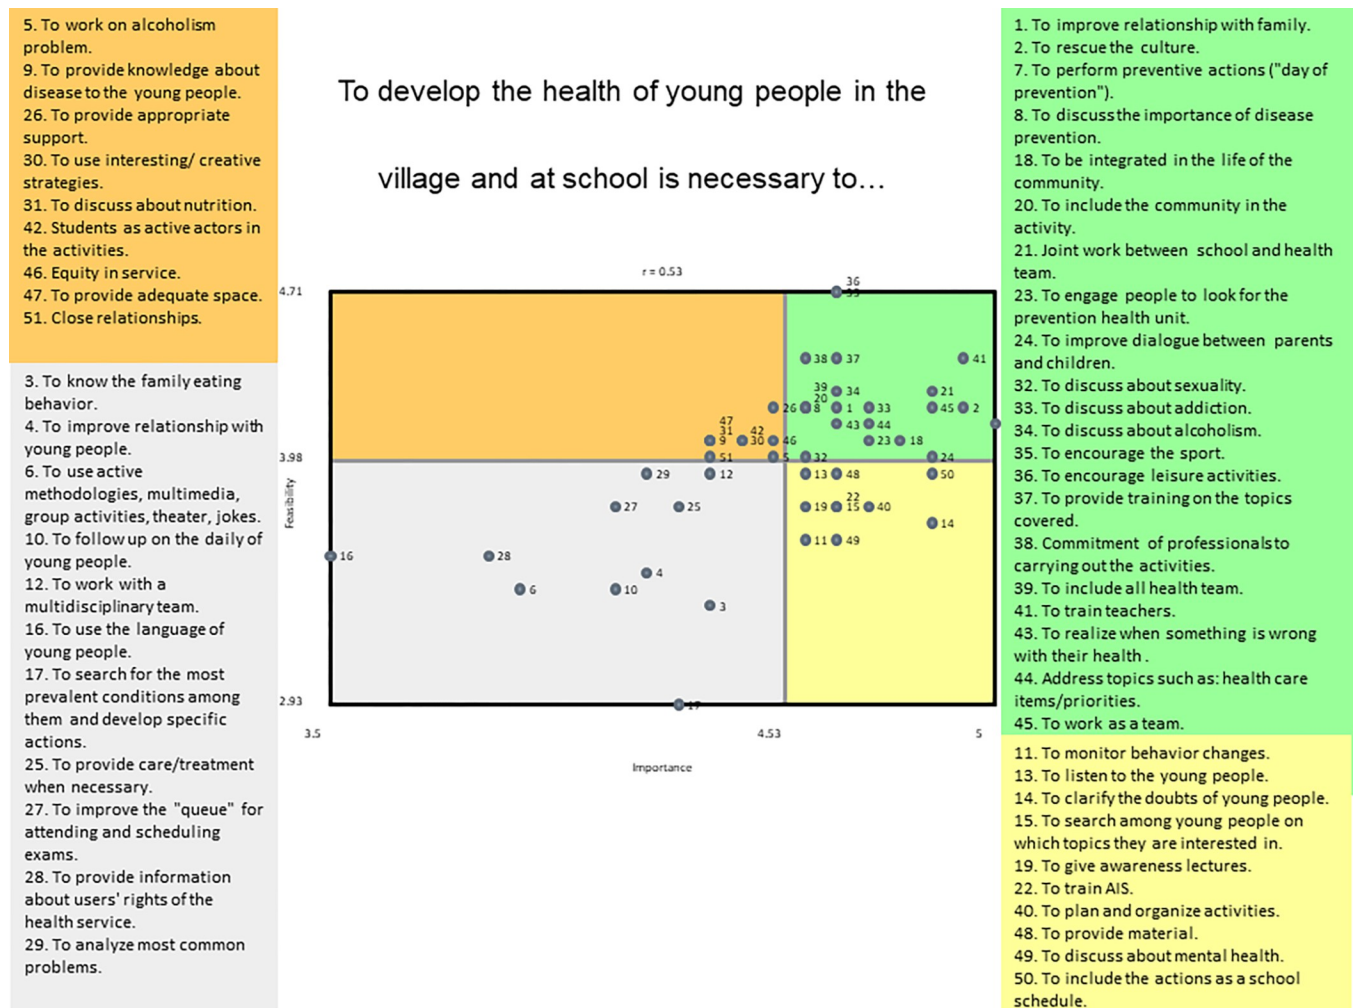 5. To work on alcoholism
problem.
9. To provide knowledge about
disease to the young people.
26. To provide appropriate
support.
30. To use interesting/ creative
strategies.
31. To discuss about nutrition.
42. Students as active actors in
the activities.
46. Equity in service.
47. To provide adequate space.
51. Close relationships.
3. To know the family eating
behavior.
4. To improve relationship with
young people.
6. To use active
methodologies, multimedia,
group activities, theater, jokes.
10. To follow up on the daily of
young people.
12. To work with a
multidisciplinary team.
16. To use the language of
young people.
17. To search for the most
prevalent conditions among
them and develop specific
actions.
25. To provide care/treatment
when necessary.
27. To improve the "queue" for
attending and scheduling
exams.
28. To provide information
about users' rights of the
health service.
29. To analyze most common
problems.
To develop the health of young people in the
village and at school is necessary to...
r = 0.53
4.71
36
35
38 37 41
39 34 21
20
26 8 1 33 45 2
47 43 44
31 42
9 30 46 23 18
3.98
51 5 32 24
29 12 13 48 50
Feasibility
22
27 25 19 15 40
14
11 49
16 28
4
6 10
3
2.93
17
3.5 4.53 5
Importance
1. To improve relationship with family.
2. To rescue the culture.
7. To perform preventive actions ("day of
prevention").
8. To discuss the importance of disease
prevention.
18. To be integrated in the life of the
community.
20. To include the community in the
activity.
21. Joint work between school and health
team.
23. To engage people to look for the
prevention health unit.
24. To improve dialogue between parents
and children.
32. To discuss about sexuality.
33. To discuss about addiction.
34. To discuss about alcoholism.
35. To encourage the sport.
36. To encourage leisure activities.
37. To provide training on the topics
covered.
38. Commitment of professionals to
carrying out the activities.
39. To include all health team.
41. To train teachers.
43. To realize when something is wrong
with their health .
44. Address topics such as: health care
items/priorities.
45. To work as a team.
11. To monitor behavior changes.
13. To listen to the young people.
14. To clarify the doubts of young people.
15. To search among young people on
which topics they are interested in.
19. To give awareness lectures.
22. To train AIS.
40. To plan and organize activities.
48. To provide material.
49. To discuss about mental health.
50. To include the actions as a school
schedule.